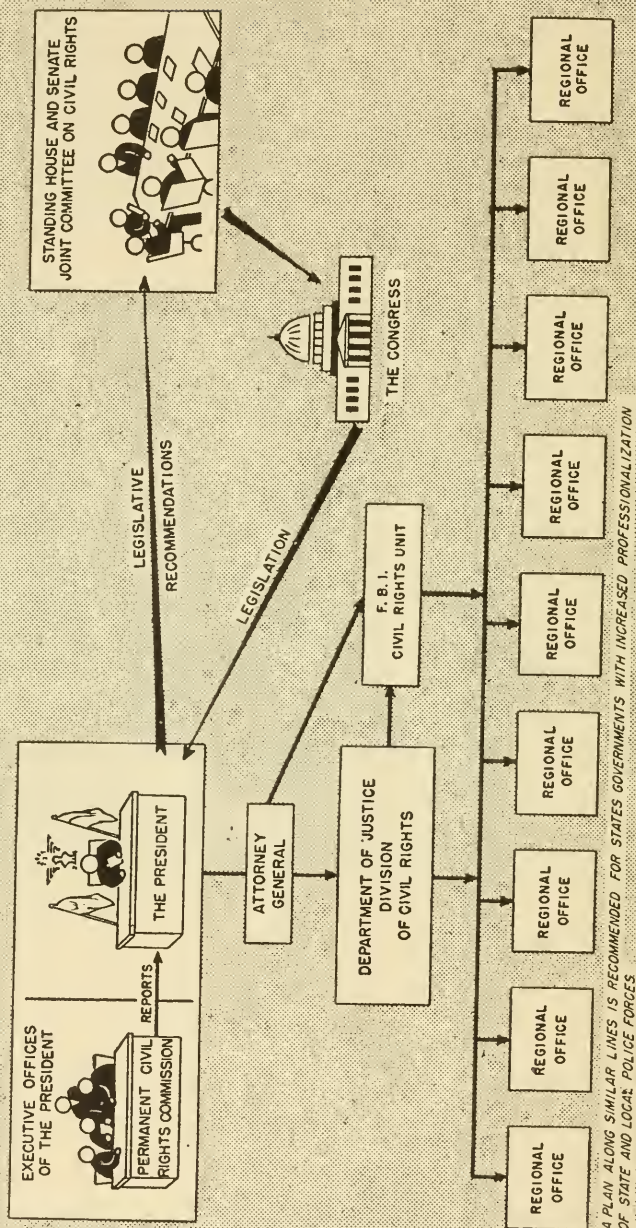 EXECUTIVE OFFICES
OF THE PRESIDENT
PERMANENT CIVIL
RIGHTS COMMISSION
REPORTS
THE PRESIDENT
LEGISLATIVE
RECOMMENDATIONS
STANDING HOUSE AND SENATE
JOINT COMMITTEE ON CIVIL RIGHTS
THE CONGRESS
LEGISLATION
ATTORNEY
GENERAL
DEPARTMENT OF JUSTICE
DIVISION
OF CIVIL RIGHTS
F. B. I.
CIVIL RIGHTS UNIT
REGIONAL
OFFICE
REGIONAL
OFFICE
REGIONAL
OFFICE
REGIONAL
OFFICE
REGIONAL
OFFICE
REGIONAL
OFFICE
REGIONAL
OFFICE
REGIONAL
OFFICE
REGIONAL
OFFICE
A PLAN ALONG SIMILAR LINES IS RECOMMENDED FOR STATES GOVERNMENTS WITH INCREASED PROFESSIONALIZATION
OF STATE AND LOCAL POLICE FORCES.